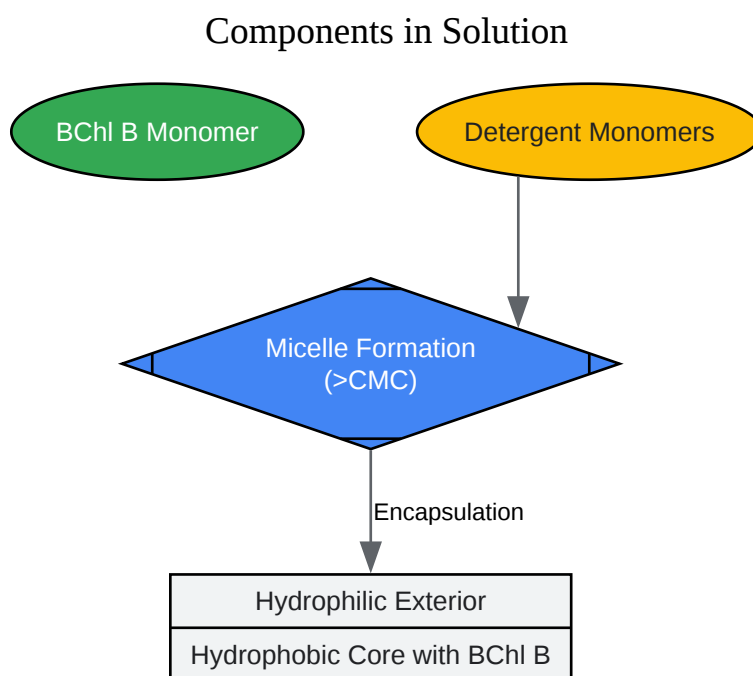 Components in Solution
BChl B Monomer
Detergent Monomers
Micelle Formation
(>CMC)
Encapsulation
Hydrophilic Exterior
Hydrophobic Core with BChl B